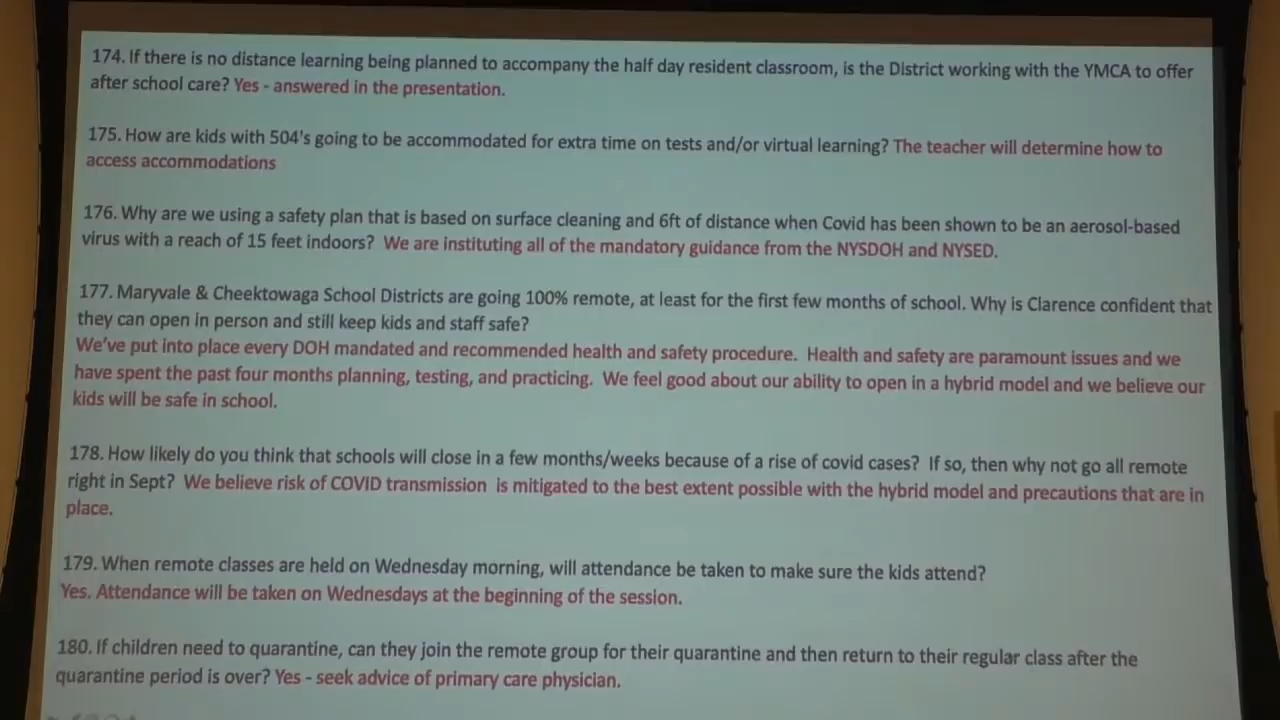 174. If there is no distance learning being planned to accompany the half day resident classroom, is the District working with the YMCA to offer
after school care? Yes - answered in the presentation.
175. How are kids with 504's going to be accommodated for extra time on tests and/or virtual learning? The teacher will determine how to
access accommodations
176. Why are we using a safety plan that is based on surface cleaning and 6ft of distance when Covid has been shown to be an aerosol-based
virus with a reach of 15 feet indoors? We are instituting all of the mandatory guidance from the NYSDOH and NYSED.
177. Maryvale & Cheektowaga School Districts are going 100% remote, at least for the first few months of school. Why is Clarence confident that
they can open in person and still keep kids and staff safe?
We've put into place every DOH mandated and recommended health and safety procedure. Health and safety are paramount issues and we
have spent the past four months planning, testing, and practicing. We feel good about our ability to open in a hybrid model and we believe our
kids will be safe in school.
178. How likely do you think that schools will close in a few months/weeks because of a rise of covid cases? If so, then why not go all remote
right in Sept? We believe risk of COVID transmission is mitigated to the best extent possible with the hybrid model and precautions that are in
place.
179. When remote classes are held on Wednesday morning, will attendance be taken to make sure the kids attend?
Yes. Attendance will be taken on Wednesdays at the beginning of the session.
180. If children need to quarantine, can they join the remote group for their quarantine and then return to their regular class after the
quarantine period is over? Yes - seek advice of primary care physician.